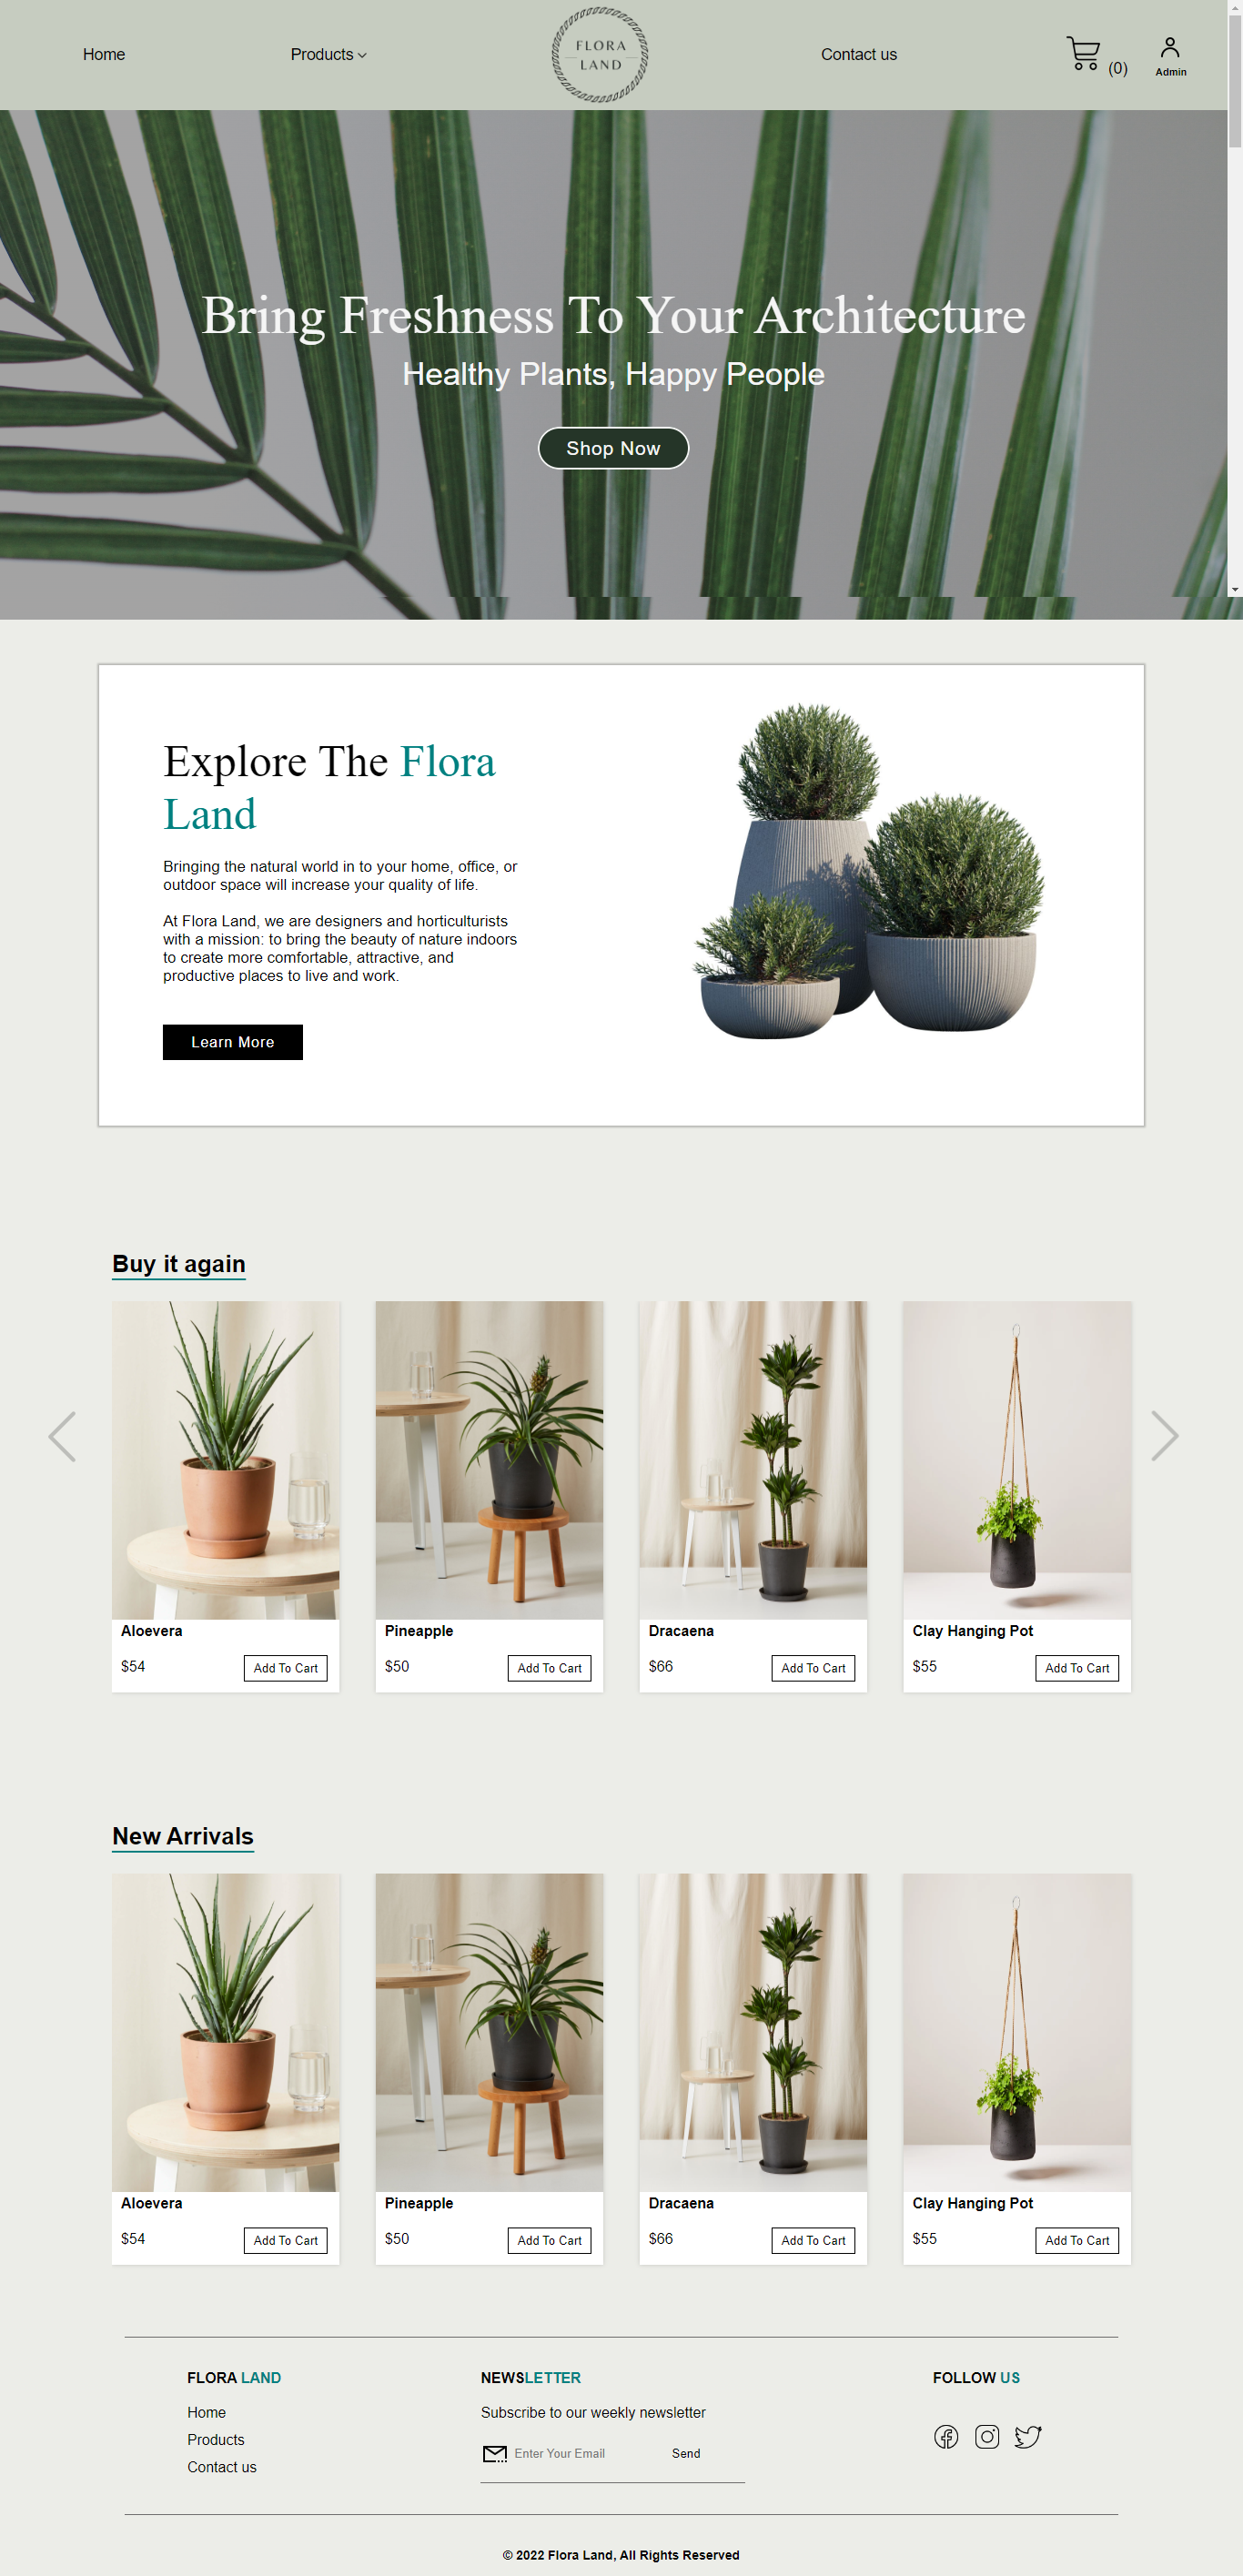 Home
Products
FLORA
LAND
Contact us
(0)
Admin
Bring Freshness To Your Architecture
Healthy Plants, Happy People
Shop Now
Explore The Flora
Land
Bringing the natural world in to your home, office, or
outdoor space will increase your quality of life.
At Flora Land, we are designers and horticulturists
with a mission: to bring the beauty of nature indoors
to create more comfortable, attractive, and
productive places to live and work.
Learn More
Buy it again
Aloevera
$54
Add To Cart
Pineapple
$50
Add To Cart
Dracaena
$66
Add To Cart
Clay Hanging Pot
$55
Add To Cart
New Arrivals
Aloevera
$54
Add To Cart
Pineapple
$50
Add To Cart
Dracaena
$66
Add To Cart
Clay Hanging Pot
$55
Add To Cart
FLORA LAND
Home
Products
Contact us
NEWSLETTER
Subscribe to our weekly newsletter
Enter Your Email
Send
FOLLOW US
© 2022 Flora Land, All Rights Reserved